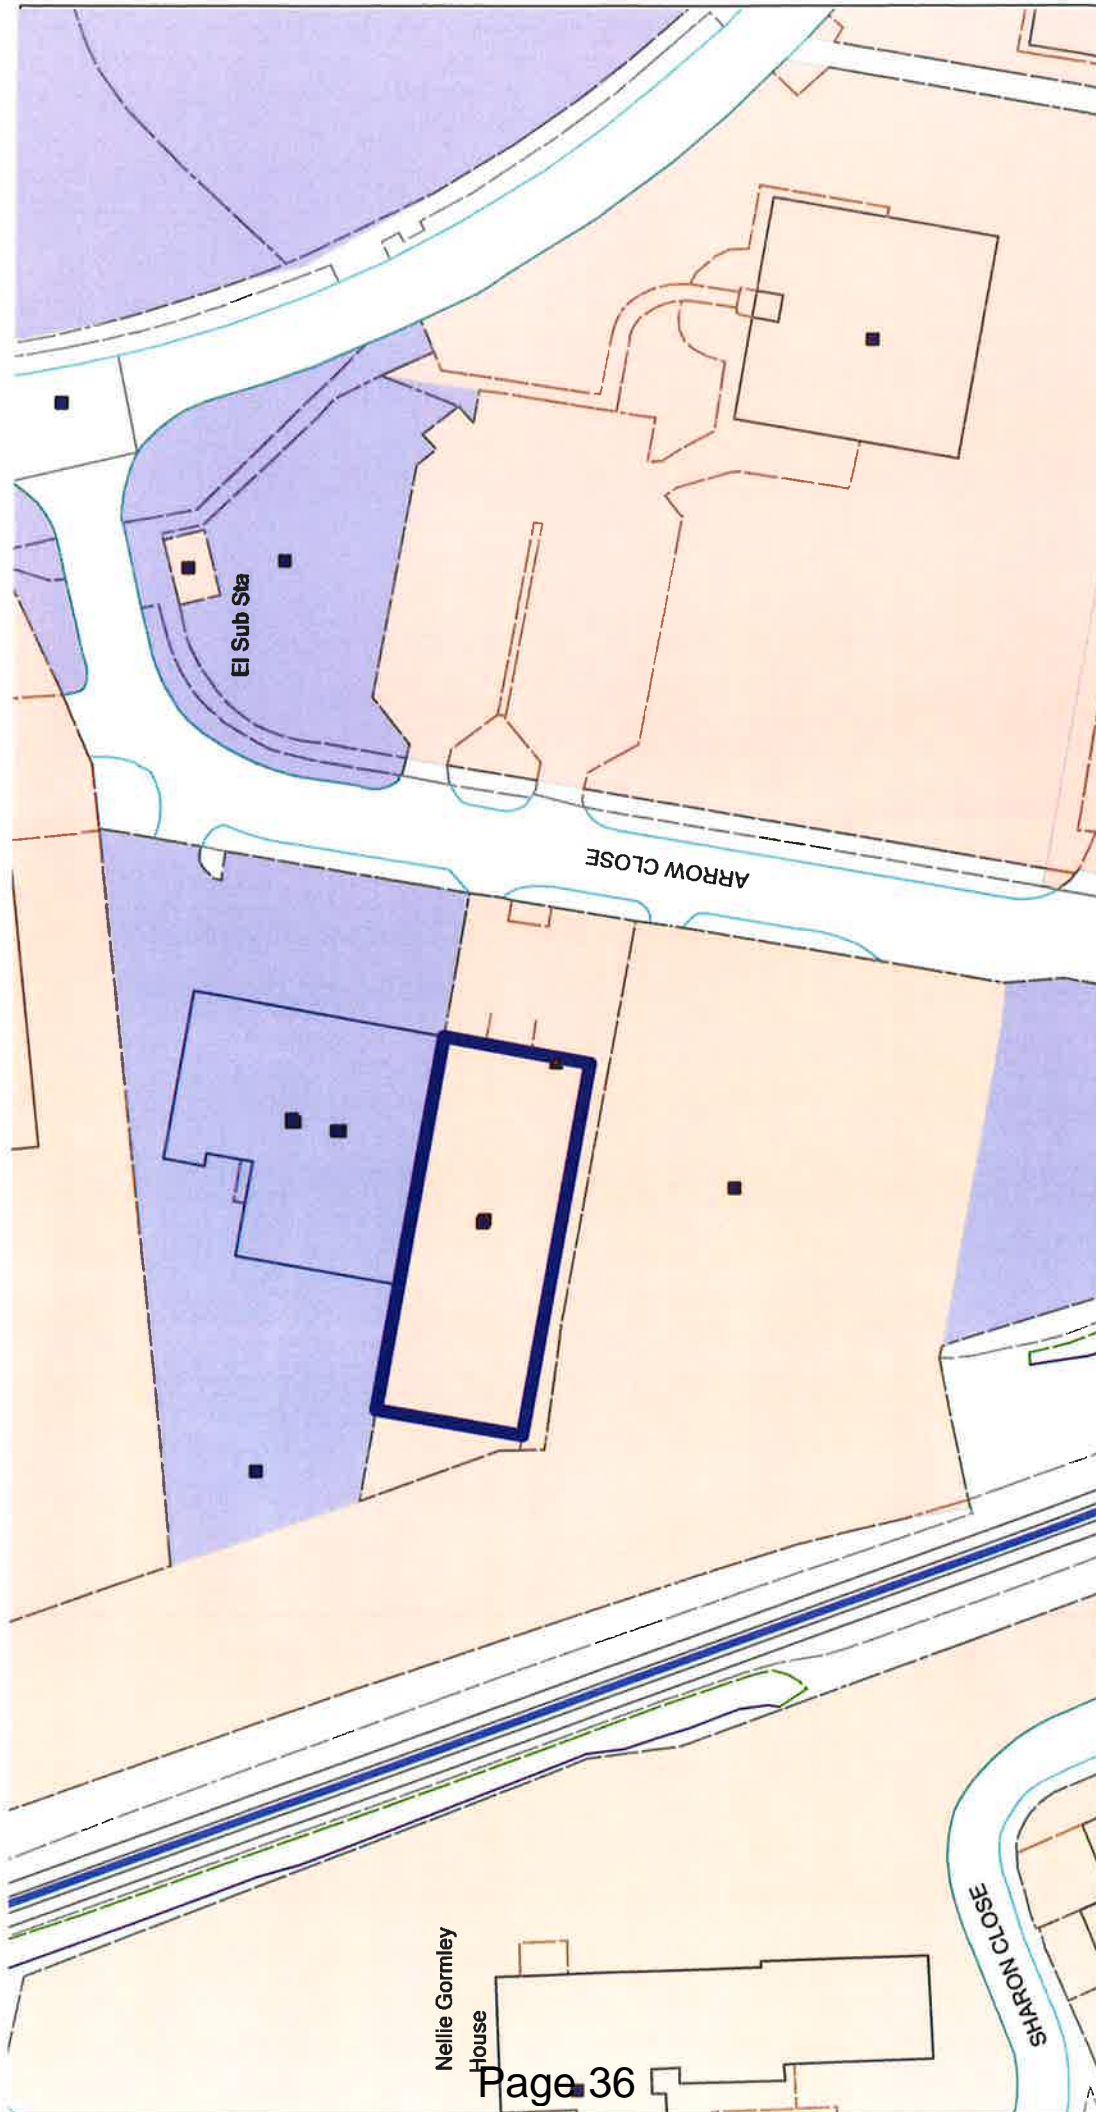 El Sub Sta
ARROW CLOSE
SHARON CLOSE
Nellie Gormley
House
Page 36